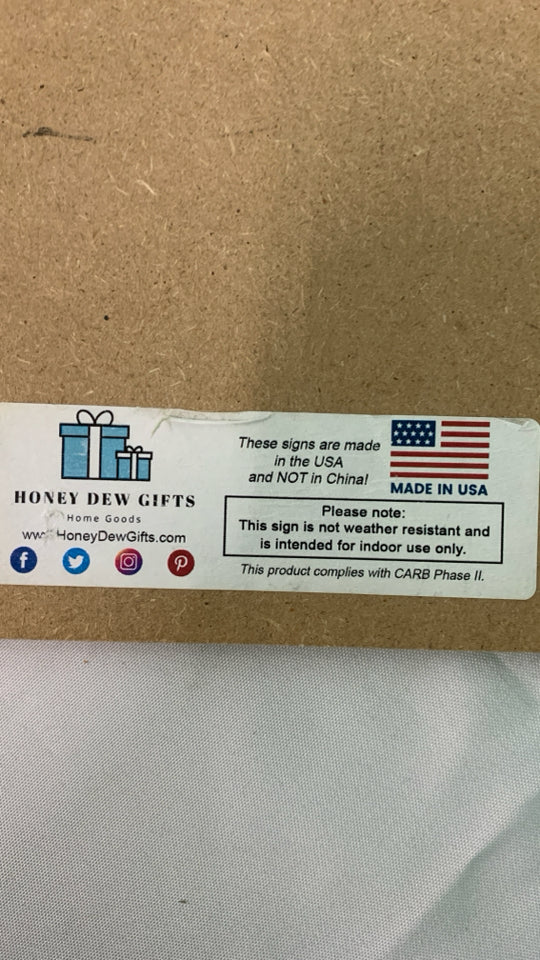 HONEY DEW GIFTS
Home Goods
HoneyDewGifts.com
These signs are made
in the USA
and NOT in China!
MADE IN USA
Please note:
This sign is not weather resistant and
is intended for indoor use only.
This product complies with CARB Phase II.